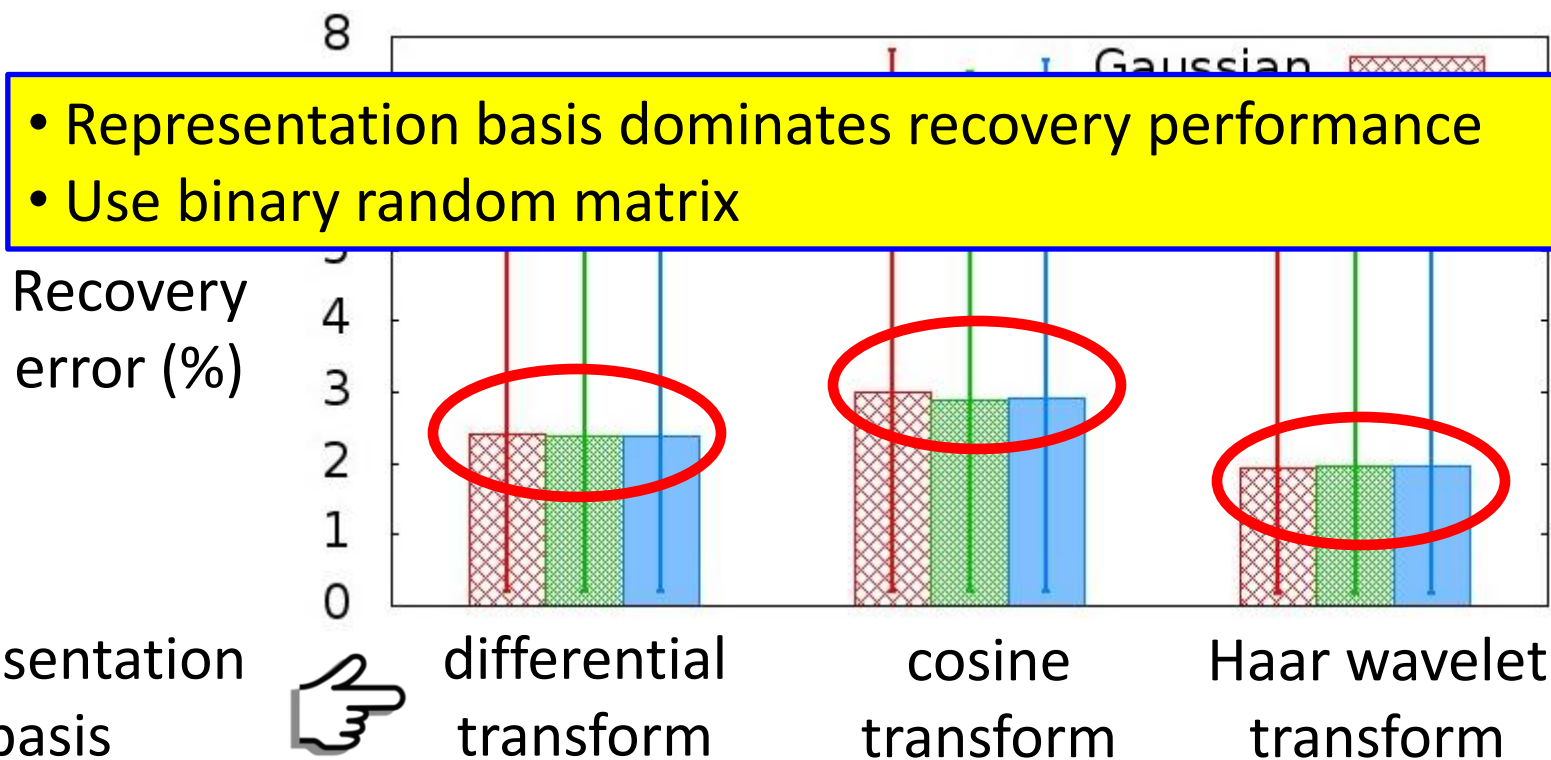 8
Gaussian
• Representation basis dominates recovery performance
• Use binary random matrix
Recovery
error (%)
4
3
2
1
0
differential
transform
cosine
transform
Haar wavelet
transform